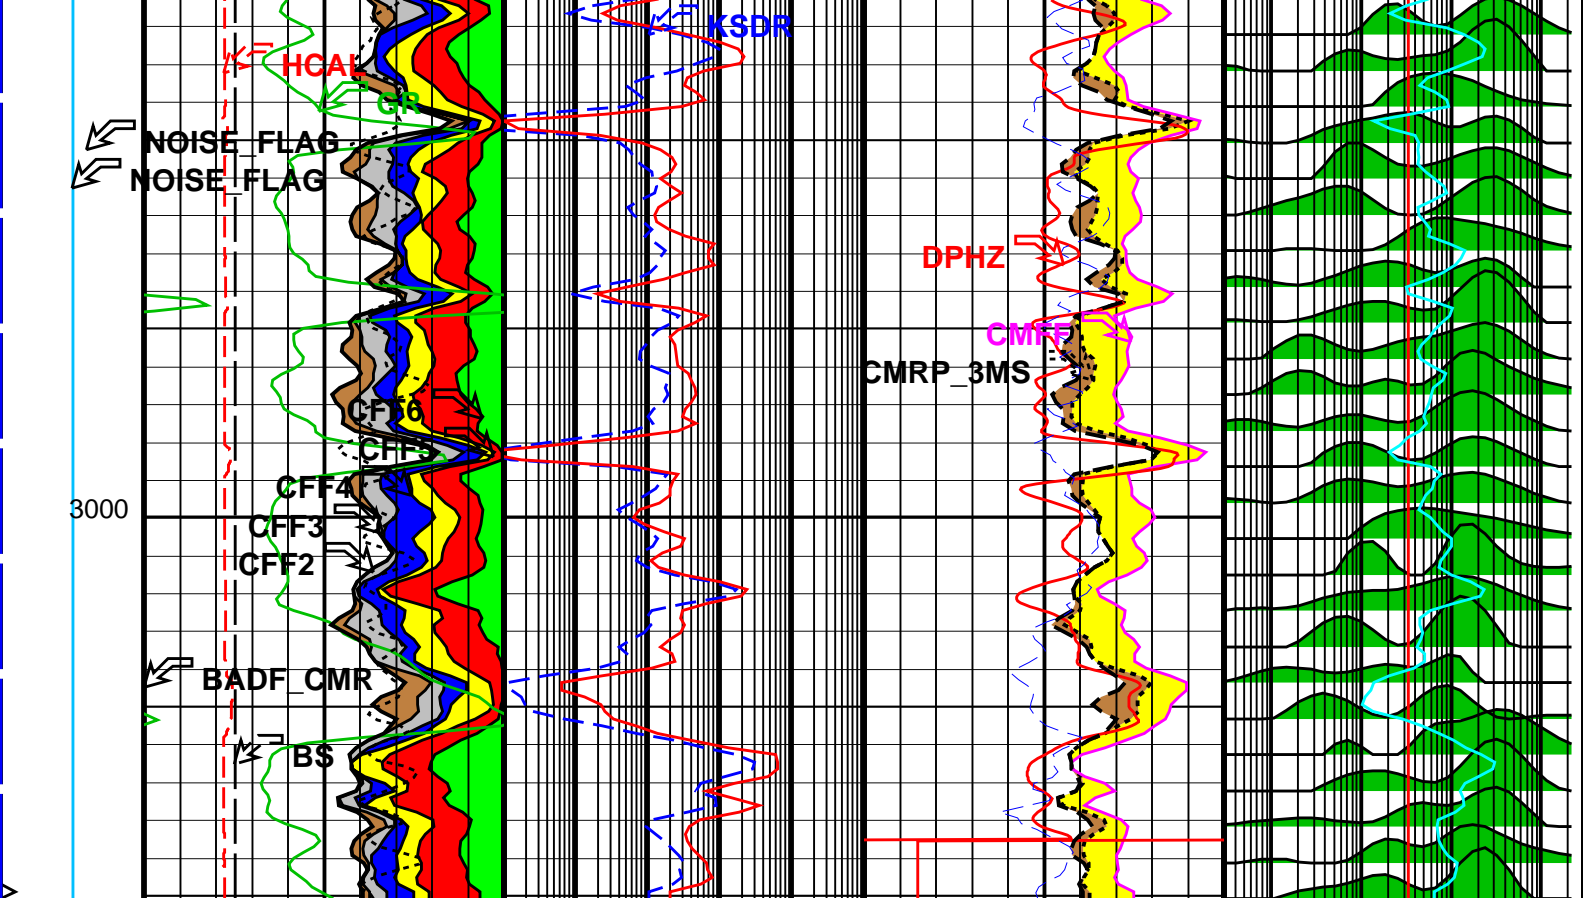 KSDR
HCAL
GR
NOISE_FLAG
NOISE_FLAG
DPHZ
CMFF
CMRP_3MS
CFF6
CFF5
CFF4
3000
CFF3
CFF2
BADF_CMR
BS